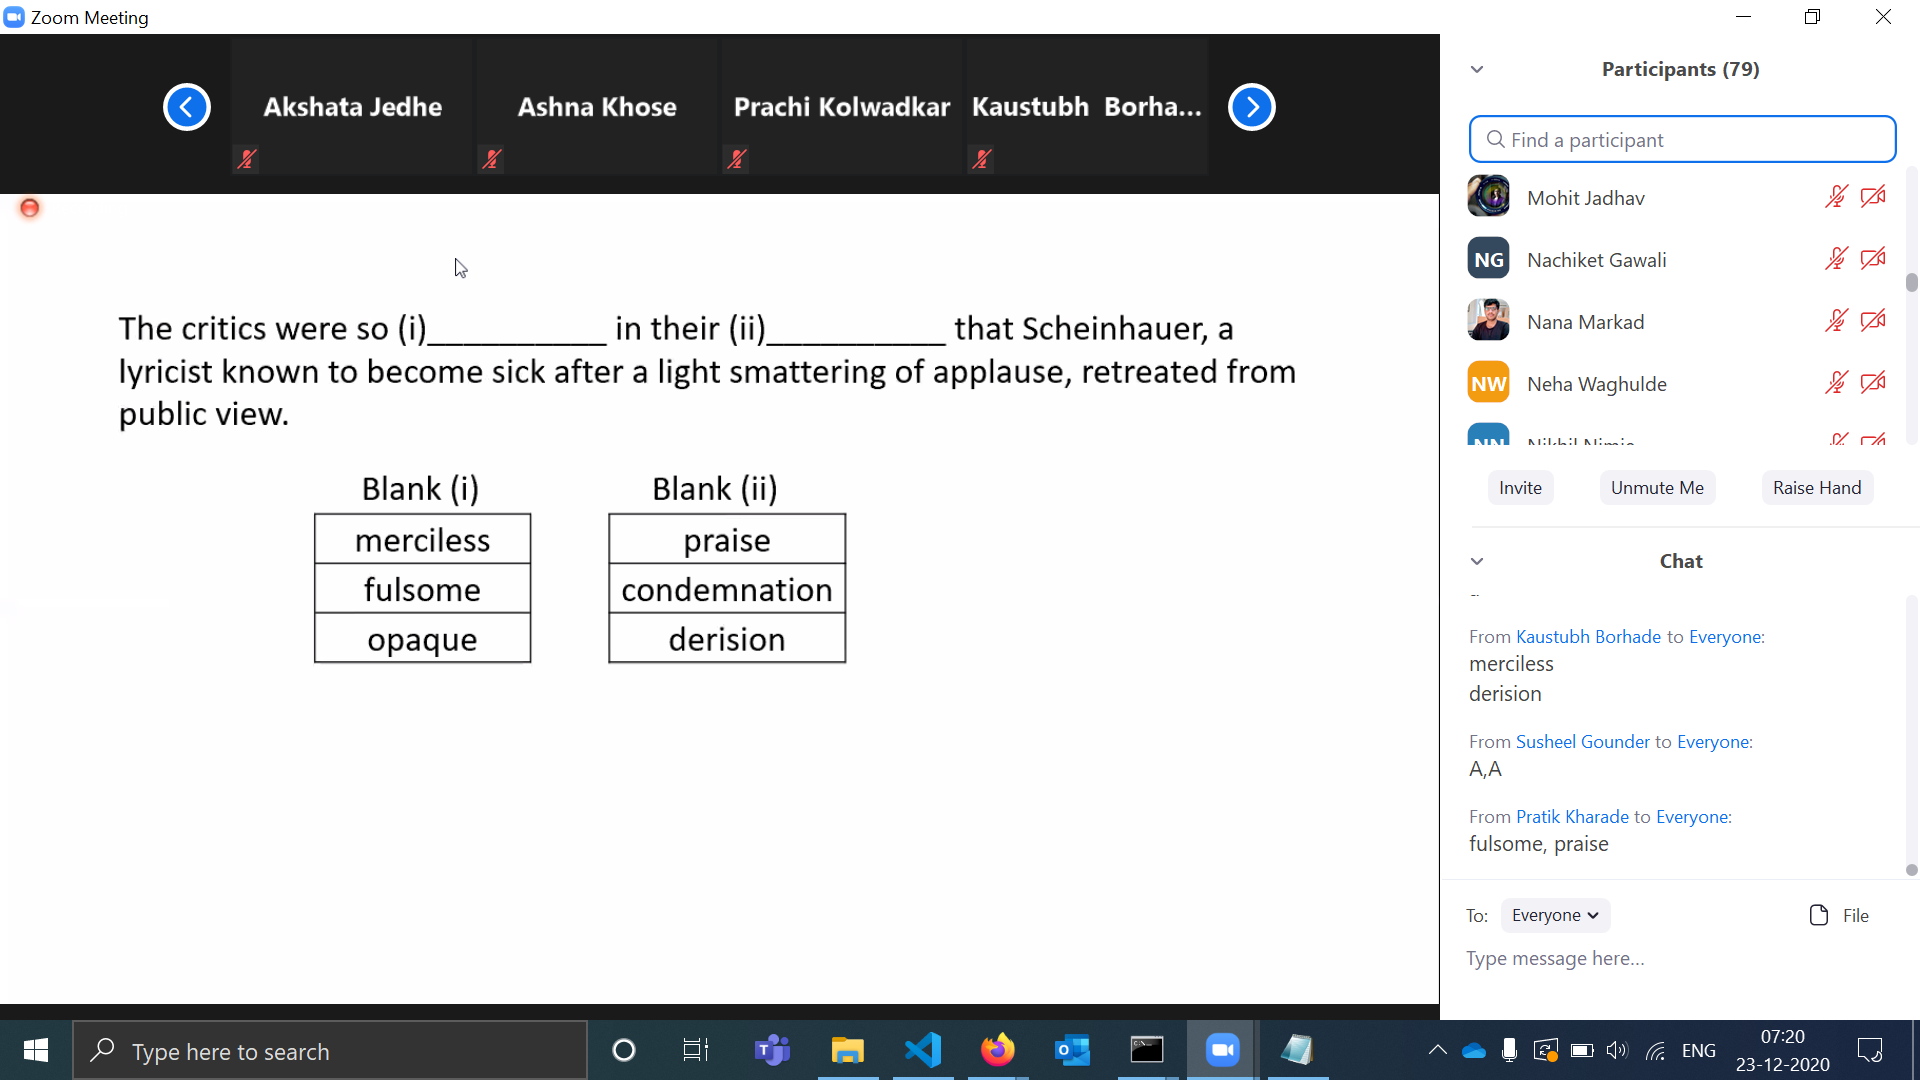 Zoom Meeting
Akshata Jedhe
Ashna Khose
Prachi Kolwadkar
Kaustubh Borha...
The critics were so (i)__________ in their (ii)__________ that Scheinhauer, a
lyricist known to become sick after a light smattering of applause, retreated from
public view.
Blank (i)
merciless
fulsome
opaque
Blank (ii)
praise
condemnation
derision
Participants (79)
Find a participant
Mohit Jadhav
NG
Nachiket Gawali
Nana Markad
NW
Neha Waghulde
Invite
Unmute Me
Raise Hand
Chat
From Kaustubh Borhade to Everyone:
merciless
derision
From Susheel Gounder to Everyone:
A,A
From Pratik Kharade to Everyone:
fulsome, praise
To: Everyone
File
Type message here...
Type here to search
ENG
07:20
23-12-2020